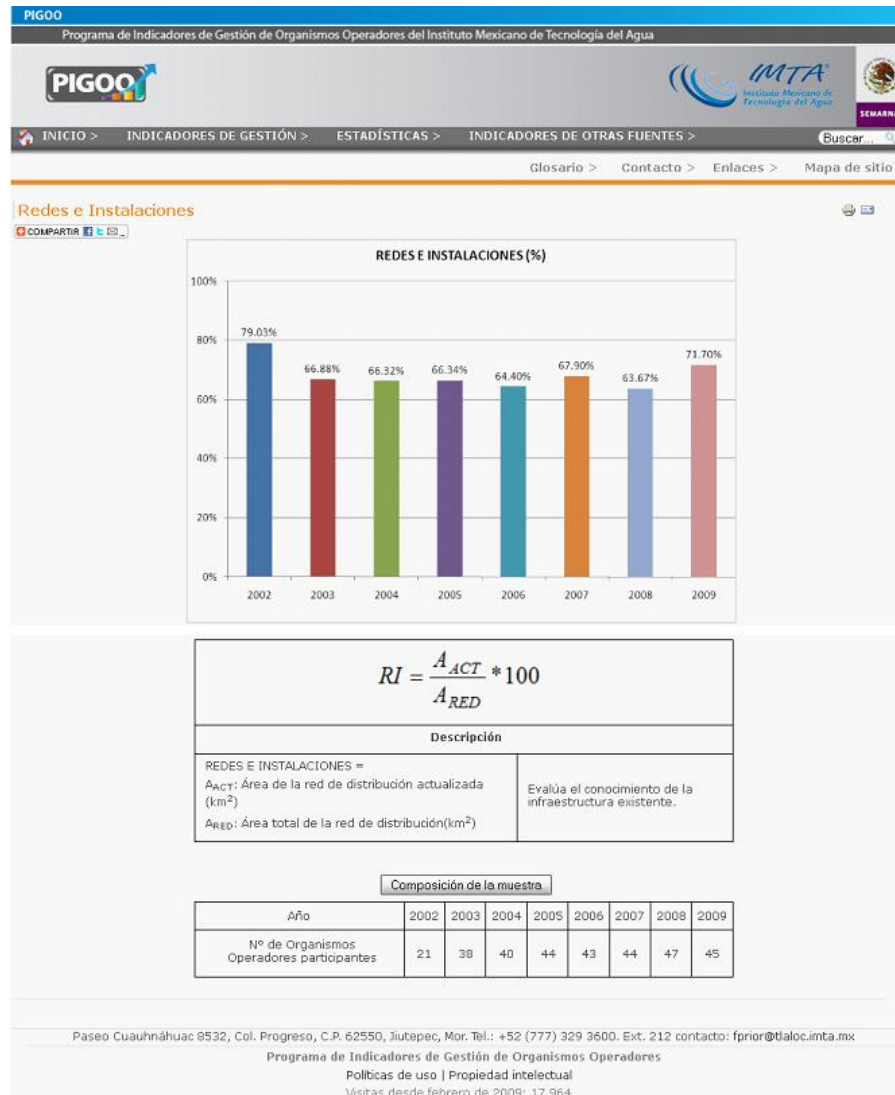 PIGOO
Programa de Indicadores de Gestión de Organismos Operadores del Instituto Mexicano de Tecnología del Agua
PIGOO
IMTA
Instituto Mexicano de
Tecnología del Agua
SEMARNA
INICIO > INDICADORES DE GESTIÓN > ESTADÍSTICAS > INDICADORES DE OTRAS FUENTES >
Buscar...
Glosario > Contacto > Enlaces > Mapa de sitio
Redes e Instalaciones
COMPARTIR
REDES E INSTALACIONES (%)
100%
80%
60%
40%
20%
0%
79.03%
66.88%
66.32%
66.34%
64.40%
67.90%
63.67%
71.70%
2002 2003 2004 2005 2006 2007 2008 2009
RI = A_ACT / A_RED * 100
Descripción
REDES E INSTALACIONES =
A_ACT: Área de la red de distribución actualizada
(km²)
A_RED: Área total de la red de distribución(km²)
Evalúa el conocimiento de la
infraestructura existente.
Composición de la muestra
Año 2002 2003 2004 2005 2006 2007 2008 2009
Nº de Organismos
Operadores participantes 21 38 40 44 43 44 47 45
Paseo Cuauhnáhuac 8532, Col. Progreso, C.P. 62550, Jiutepec, Mor. Tel.: +52 (777) 329 3600. Ext. 212 contacto: fprior@tlaloc.imta.mx
Programa de Indicadores de Gestión de Organismos Operadores
Políticas de uso | Propiedad intelectual
Visitas desde febrero de 2009: 17,964